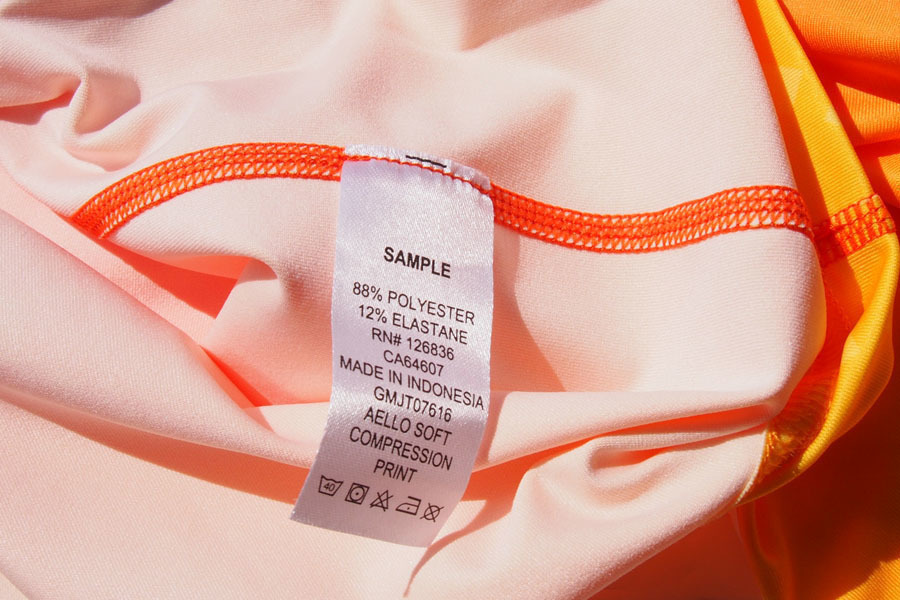 SAMPLE
88% POLYESTER
12% ELASTANE
RN# 126836
CA64607
MADE IN INDONESIA
GMJT07616
AELLO SOFT
COMPRESSION
PRINT
40